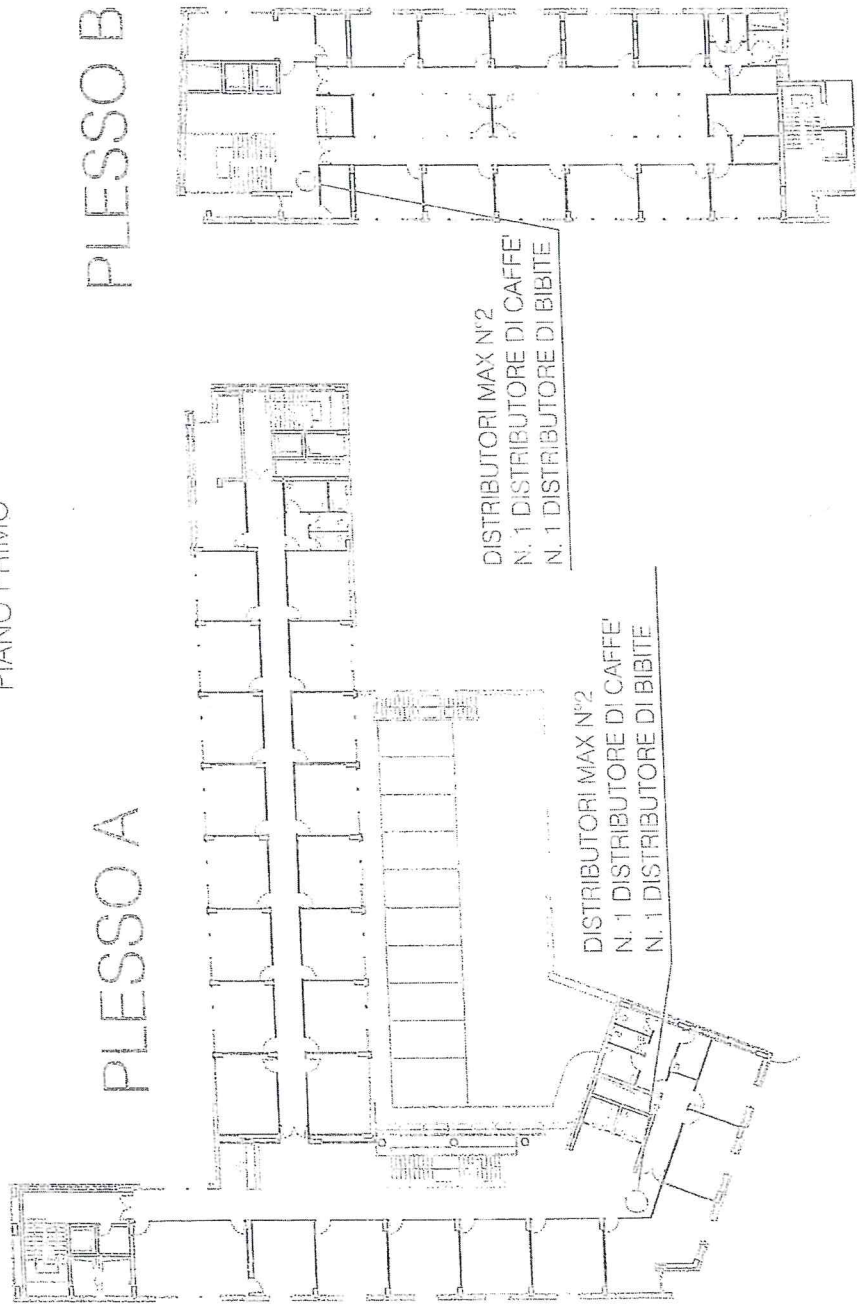 PIANO PRIMO
PLESSO A
PLESSO B
DISTRIBUTORI MAX N°2
N. 1 DISTRIBUTORE DI CAFFE'
N. 1 DISTRIBUTORE DI BIBITE
DISTRIBUTORI MAX N°2
N. 1 DISTRIBUTORE DI CAFFE'
N. 1 DISTRIBUTORE DI BIBITE